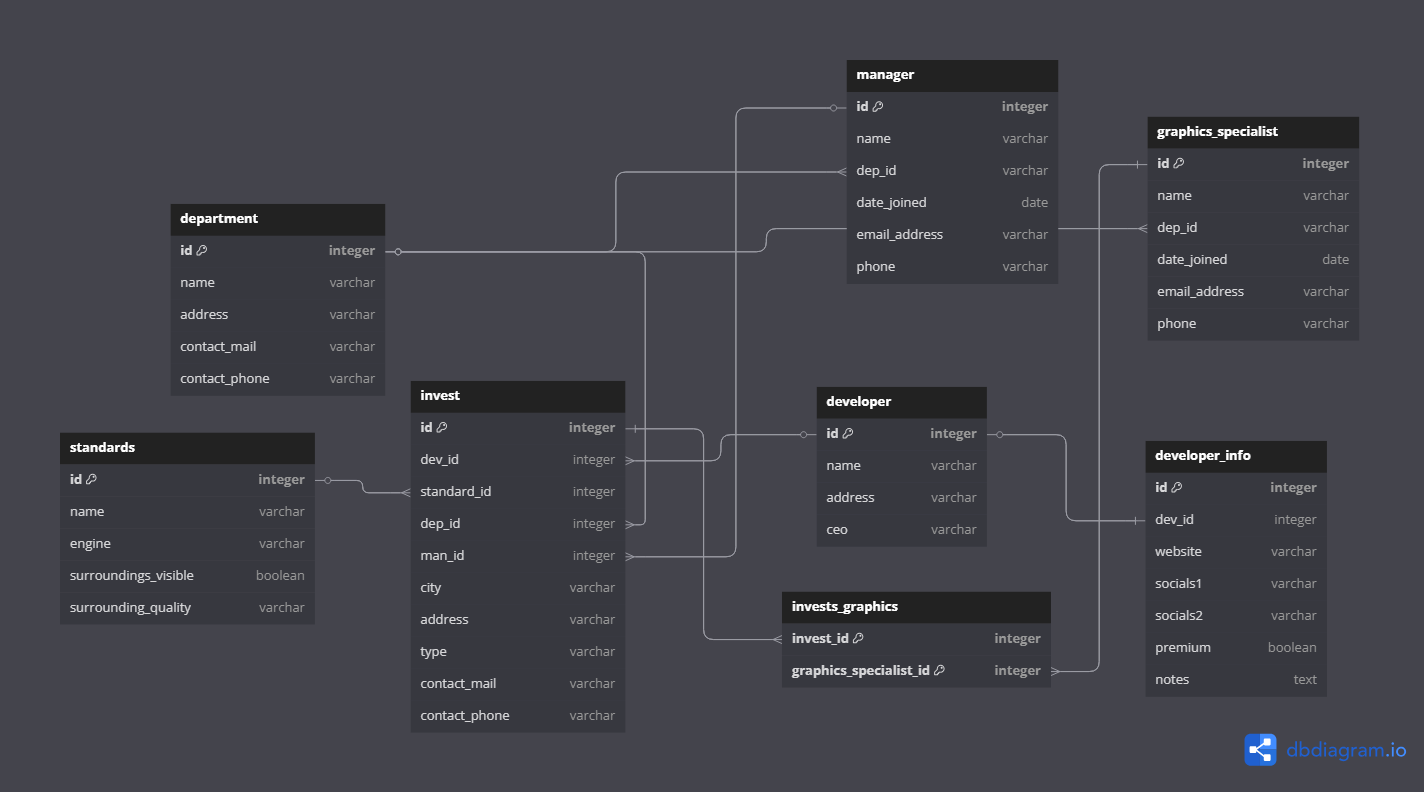 manager
id integer
name varchar
dep_id varchar
date_joined date
email_address varchar
phone varchar
graphics_specialist
id integer
name varchar
dep_id varchar
date_joined date
email_address varchar
phone varchar
department
id integer
name varchar
address varchar
contact_mail varchar
contact_phone varchar
invest
id integer
dev_id integer
standard_id integer
dep_id integer
man_id integer
city varchar
address varchar
type varchar
contact_mail varchar
contact_phone varchar
developer
id integer
name varchar
address varchar
ceo varchar
standards
id integer
name varchar
engine varchar
surroundings_visible boolean
surrounding_quality varchar
developer_info
id integer
dev_id integer
website varchar
socials1 varchar
socials2 varchar
premium boolean
notes text
invests_graphics
invest_id integer
graphics_specialist_id integer
dbdiagram.io